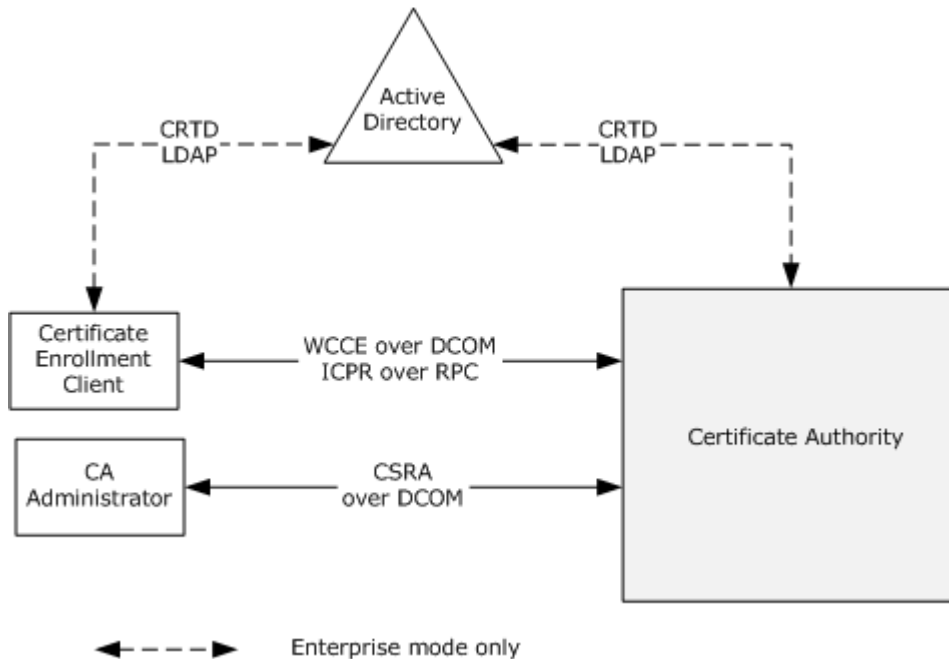 Active
Directory
CRTD
LDAP
CRTD
LDAP
Certificate
Enrollment
Client
WCCE over DCOM
ICPR over RPC
Certificate Authority
CA
Administrator
CSRA
over DCOM
Enterprise mode only